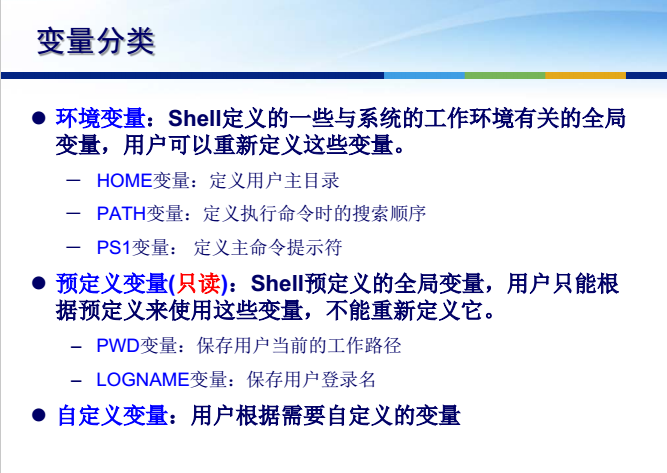 变量分类
● 环境变量：Shell定义的一些与系统的工作环境有关的全局
变量，用户可以重新定义这些变量。
－ HOME变量：定义用户主目录
－ PATH变量：定义执行命令时的搜索顺序
－ PS1变量： 定义主命令提示符
● 预定义变量(只读)：Shell预定义的全局变量，用户只能根
据预定义来使用这些变量，不能重新定义它。
– PWD变量：保存用户当前的工作路径
– LOGNAME变量：保存用户登录名
● 自定义变量：用户根据需要自定义的变量